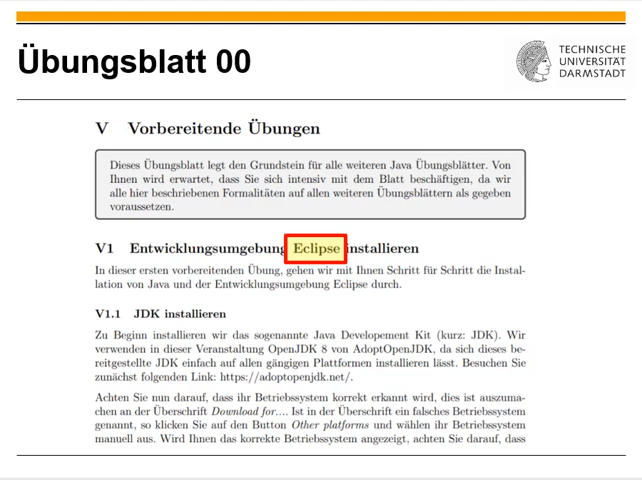 Übungsblatt 00
TECHNISCHE
UNIVERSITÄT
DARMSTADT
V Vorbereitende Übungen
Dieses Übungsblatt legt den Grundstein für alle weiteren Java Übungsblätter. Von
Ihnen wird erwartet, dass Sie sich intensiv mit dem Blatt beschäftigen, da wir
alle hier beschriebenen Formalitäten auf allen weiteren Übungsblättern als gegeben
voraussetzen.
V1 Entwicklungsumgebung Eclipse installieren
In dieser ersten vorbereitenden Übung, gehen wir mit Ihnen Schritt für Schritt die Instal-
lation von Java und der Entwicklungsumgebung Eclipse durch.
V1.1 JDK installieren
Zu Beginn installieren wir das sogenannte Java Developement Kit (kurz: JDK). Wir
verwenden in dieser Veranstaltung OpenJDK 8 von AdoptOpenJDK, da sich dieses be-
reitgestellte JDK einfach auf allen gängigen Plattformen installieren lässt. Besuchen Sie
zunächst folgenden Link: https://adoptopenjdk.net/.
Achten Sie nun darauf, dass ihr Betriebssystem korrekt erkannt wird, dies ist auszuma-
chen an der Überschrift Download for.... Ist in der Überschrift ein falsches Betriebssystem
genannt, so klicken Sie auf den Button Other platforms und wählen ihr Betriebssystem
manuell aus. Wird Ihnen das korrekte Betriebssystem angezeigt, achten Sie darauf, dass